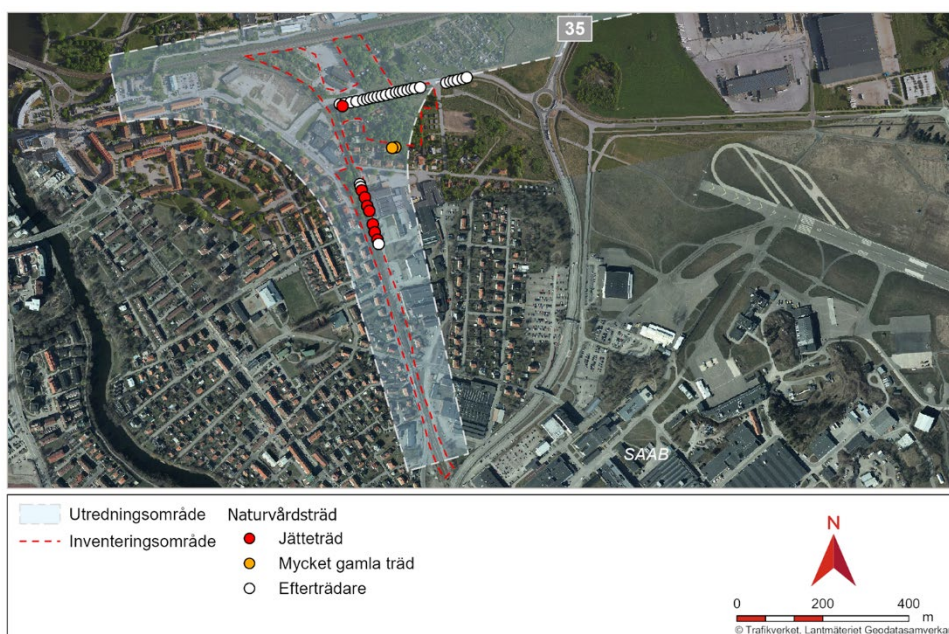 35
SAAB
Utredningsområde
Inventeringsområde
Naturvårdsträd
Jätteträd
Mycket gamla träd
Efterträdare
N
0 200 400
m
© Trafikverket, Lantmäteriet Geodatasamverkan